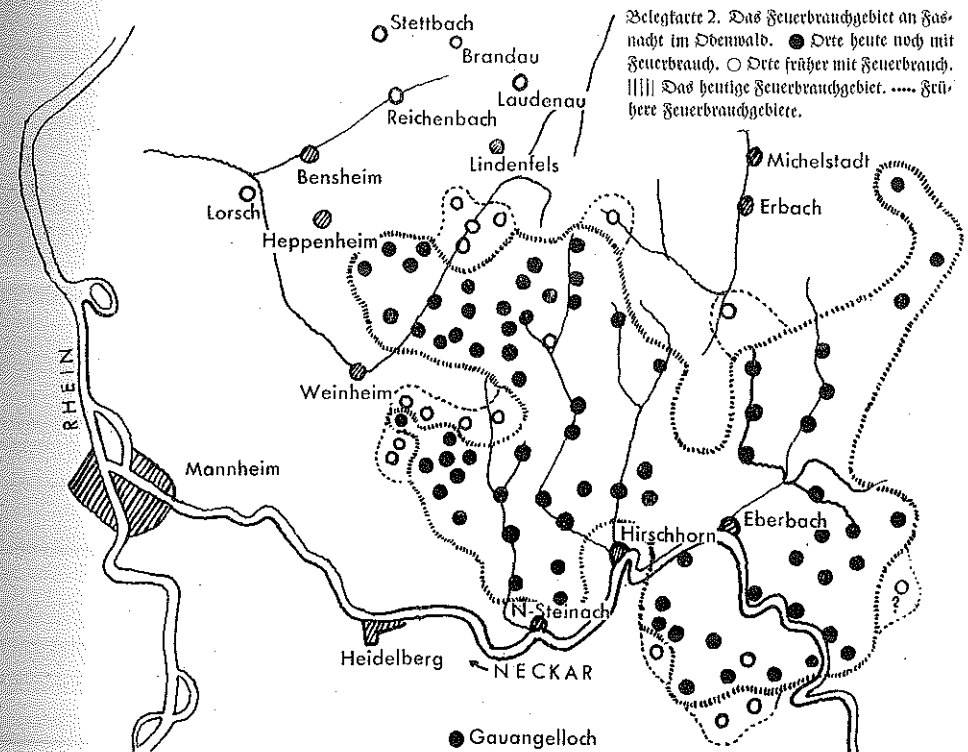 Belegkarte 2. Das Feuerbrauchgebiet an Fas-
nacht im Odenwald. ● Orte heute noch mit
Feuerbrauch. ○ Orte früher mit Feuerbrauch.
||||| Das heutige Feuerbrauchgebiet. ..... Frü-
here Feuerbrauchgebiete.
Stettbach
Brandau
Laudenau
Reichenbach
Lindenfels
Michelstadt
Bensheim
Lorsch
Erbach
Heppenheim
RHEIN
Weinheim
Mannheim
Eberbach
Hirschhorn
?
N-Steinach
Heidelberg
NECKAR
Gauangelloch